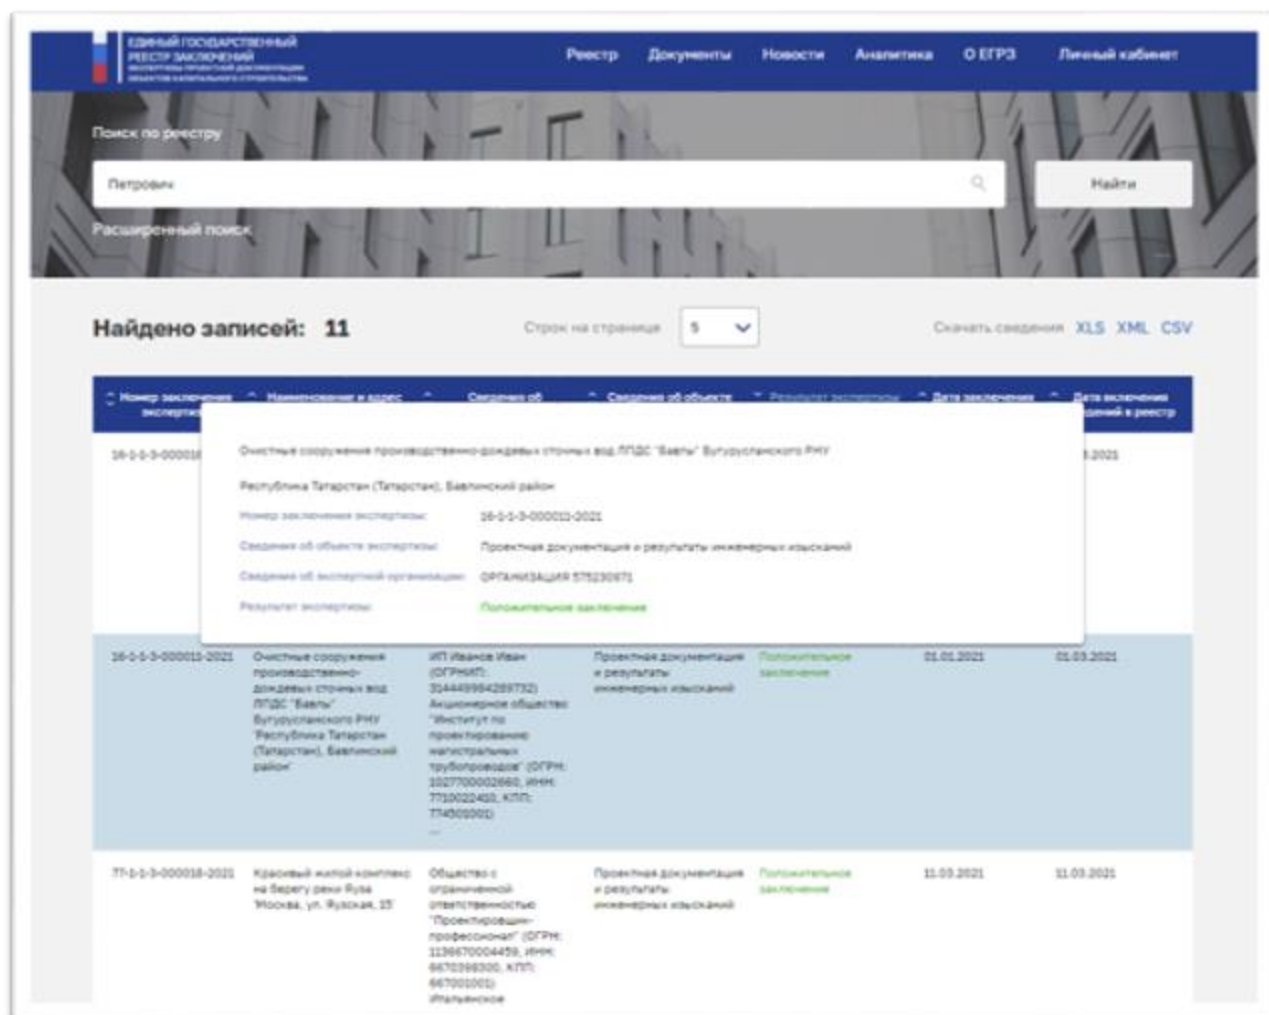 ЕДИНЫЙ ГОСУДАРСТВЕННЫЙ
РЕЕСТР ЗАКЛЮЧЕНИЙ
ЭКСПЕРТИЗЫ ПРОЕКТНОЙ ДОКУМЕНТАЦИИ
ОБЪЕКТОВ КАПИТАЛЬНОГО СТРОИТЕЛЬСТВА
Реестр Документы Новости Аналитика О ЕГРЗ Личный кабинет
Поиск по реестру
Петрович
Найти
Расширенный поиск
Найдено записей: 11
Строк на странице 5
Скачать сведения XLS XML CSV
Номер заключения
Наименование и адрес
Сведения об
Сведения об объекте
Результат экспертизы
Дата заключения
Дата включения
в реестр
Очистные сооружения производственно-дождевых сточных вод ЛПДС "Бавлы" Бугурусланского РНУ
Республика Татарстан (Татарстан), Бавлинский район
Номер заключения экспертизы: 16-1-1-3-000011-2021
Сведения об объекте экспертизы: Проектная документация и результаты инженерных изысканий
Сведения об экспертной организации: ОРГАНИЗАЦИЯ 575230871
Результат экспертизы: Положительное заключение
16-1-1-3-000011-2021
Очистные сооружения
производственно-
дождевых сточных вод
ЛПДС "Бавлы"
Бугурусланского РНУ
'Республика Татарстан
(Татарстан), Бавлинский
район'
ИП Иванов Иван
(ОГРНИП:
314449984289732)
Акционерное общество
"Институт по
проектированию
магистральных
трубопроводов" (ОГРН:
1027700002660, ИНН:
7710022410, КПП:
774501001)
...
Проектная документация
и результаты
инженерных изысканий
Положительное
заключение
01.01.2021
01.03.2021
77-1-1-3-000018-2021
Красивый жилой комплекс
на берегу реки Яуза
'Москва, ул. Яузская, 15'
Общество с
ограниченной
ответственностью
"Проектировщик-
профессионал" (ОГРН:
1136670004459, ИНН:
6670398300, КПП:
667001001)
Итальянское
Проектная документация
и результаты
инженерных изысканий
Положительное
заключение
11.03.2021
11.03.2021